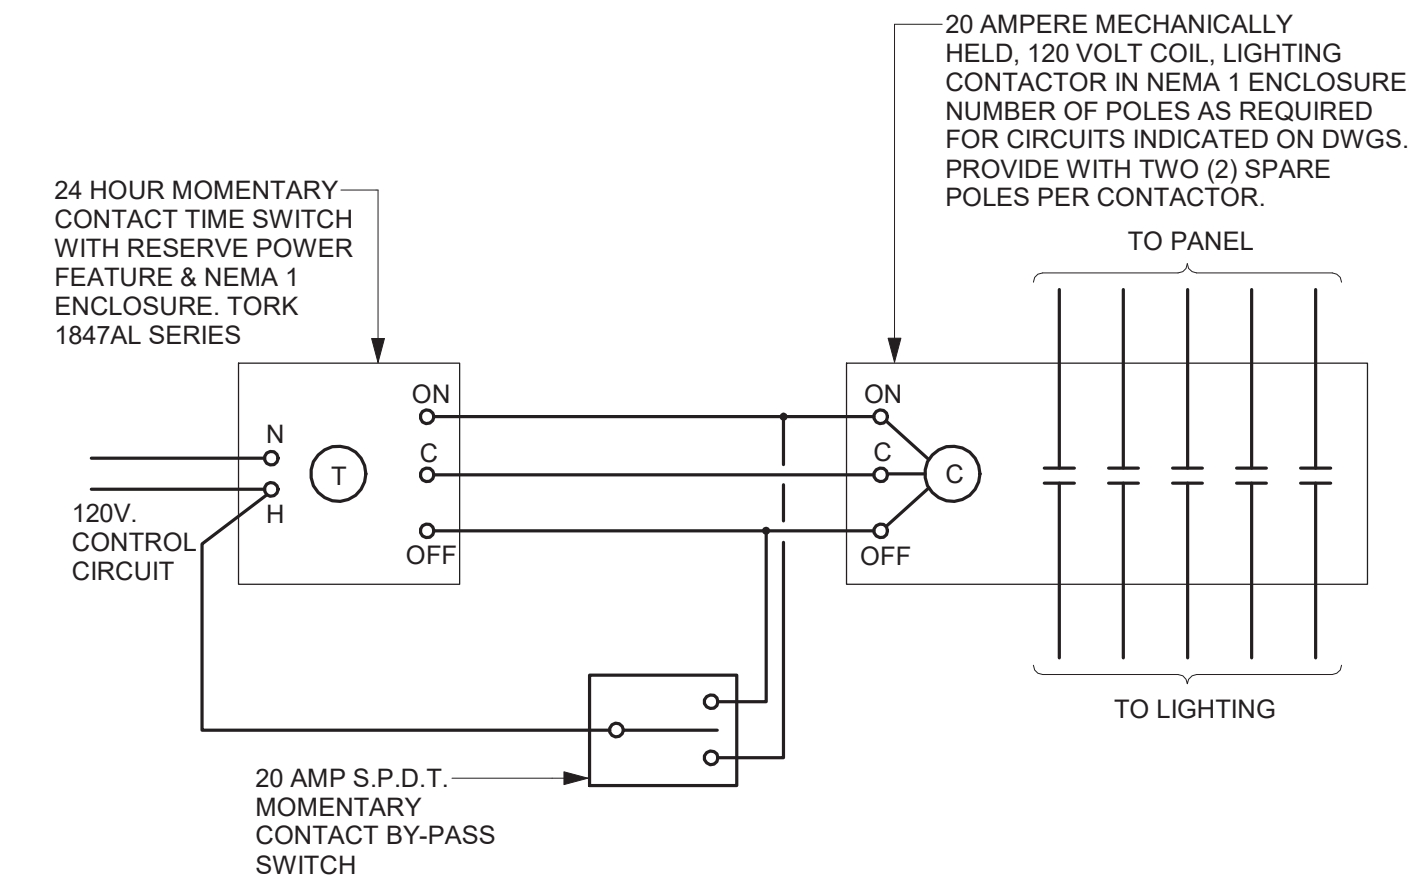 20 AMPERE MECHANICALLY
HELD, 120 VOLT COIL, LIGHTING
CONTACTOR IN NEMA 1 ENCLOSURE
NUMBER OF POLES AS REQUIRED
FOR CIRCUITS INDICATED ON DWGS.
PROVIDE WITH TWO (2) SPARE
POLES PER CONTACTOR.
24 HOUR MOMENTARY
CONTACT TIME SWITCH
WITH RESERVE POWER
FEATURE & NEMA 1
ENCLOSURE. TORK
1847AL SERIES
TO PANEL
N
T
H
ON
C
OFF
ON
C
OFF
C
120V.
CONTROL
CIRCUIT
TO LIGHTING
20 AMP S.P.D.T.
MOMENTARY
CONTACT BY-PASS
SWITCH